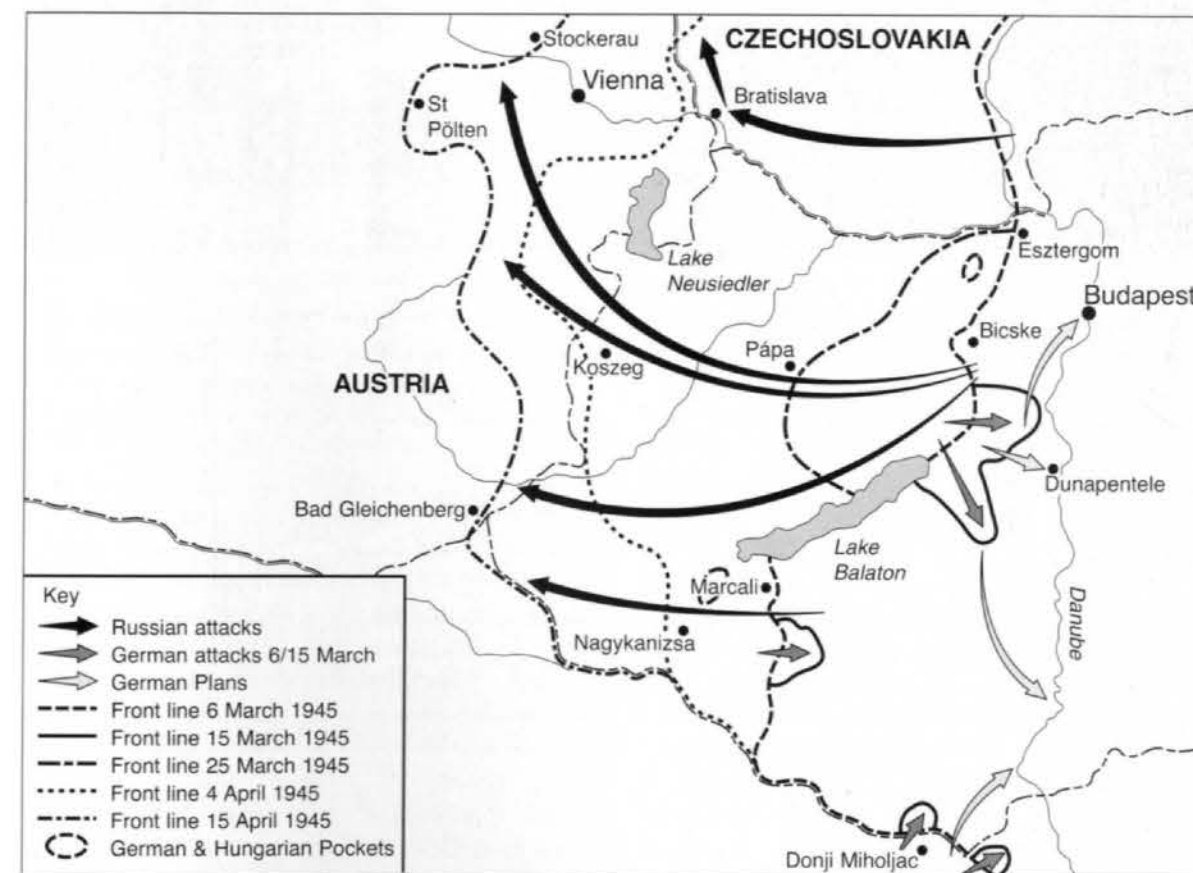 Stockerau
CZECHOSLOVAKIA
Vienna
Bratislava
St
Pölten
Lake
Neusiedler
Esztergom
Budapest
Bicske
Pápa
Koszeg
AUSTRIA
Dunapentele
Bad Gleichenberg
Lake
Balaton
Marcali
Nagykanizsa
Danube
Donji Miholjac
Key
Russian attacks
German attacks 6/15 March
German Plans
Front line 6 March 1945
Front line 15 March 1945
Front line 25 March 1945
Front line 4 April 1945
Front line 15 April 1945
German & Hungarian Pockets